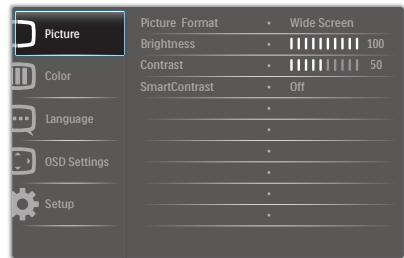 Picture
Color
Language
OSD Settings
Setup
Picture Format • Wide Screen
Brightness • 100
Contrast • 50
SmartContrast • Off
•
•
•
•
•
•